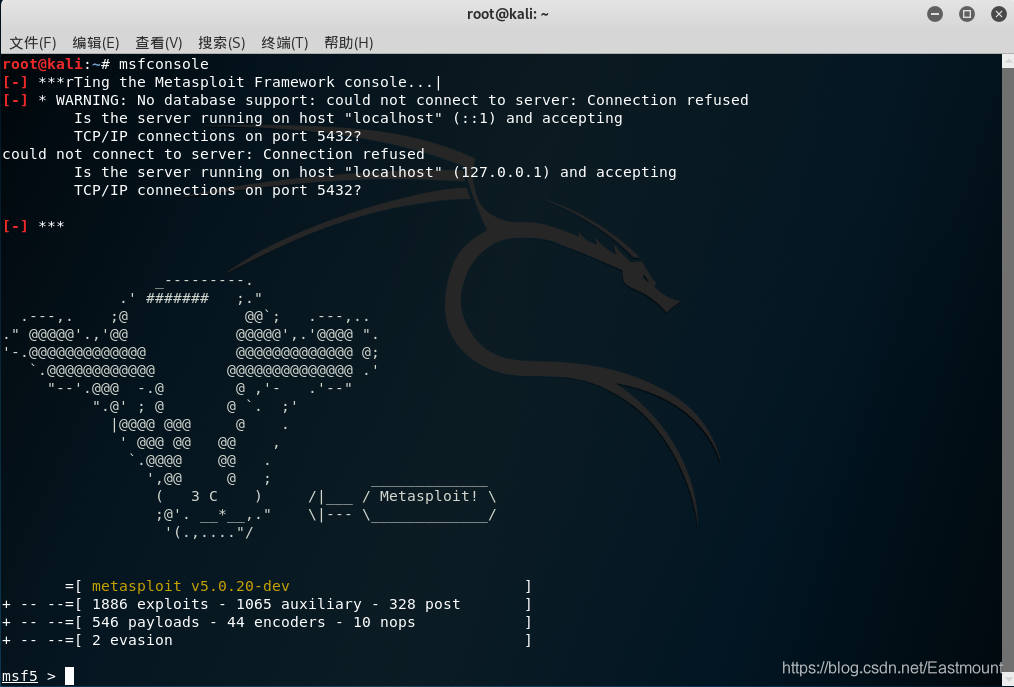 root@kali: ~
文件(F) 编辑(E) 查看(V) 搜索(S) 终端(T) 帮助(H)
root@kali:~# msfconsole
[-] ***rTing the Metasploit Framework console...|
[-] * WARNING: No database support: could not connect to server: Connection refused
        Is the server running on host "localhost" (::1) and accepting
        TCP/IP connections on port 5432?
could not connect to server: Connection refused
        Is the server running on host "localhost" (127.0.0.1) and accepting
        TCP/IP connections on port 5432?
[-] ***
                 _---------.
             .' #######   ;."
  .---,.    ;@             @@`;   .---,..
." @@@@@'.,'@@            @@@@@',.'@@@@ ".
'-.@@@@@@@@@@@@@          @@@@@@@@@@@@@ @;
   `.@@@@@@@@@@@@        @@@@@@@@@@@@@@ .'
     "--'.@@@  -.@        @ ,'-   .'--"
          ".@' ; @       @ `.  ;'
            |@@@@ @@@     @    .
             ' @@@ @@   @@    ,
              `.@@@@    @@   .
                ',@@     @   ;           _____________
                 (   3 C    )     /|___ / Metasploit! \
                 ;@'. __*__,."    \|--- \_____________/
                  '(.,...."/
       =[ metasploit v5.0.20-dev                          ]
+ -- --=[ 1886 exploits - 1065 auxiliary - 328 post       ]
+ -- --=[ 546 payloads - 44 encoders - 10 nops            ]
+ -- --=[ 2 evasion                                       ]
msf5 >
https://blog.csdn.net/Eastmount